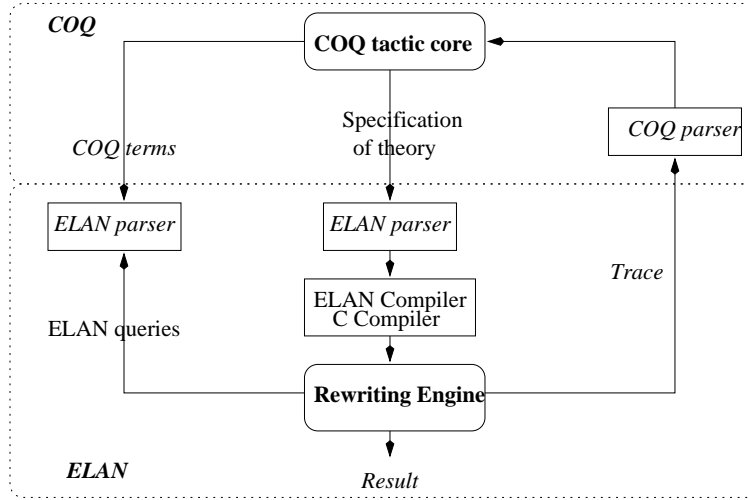 COQ
COQ tactic core
COQ parser
Specification
of theory
COQ terms
ELAN parser
ELAN parser
Trace
ELAN Compiler
C Compiler
ELAN queries
Rewriting Engine
ELAN
Result